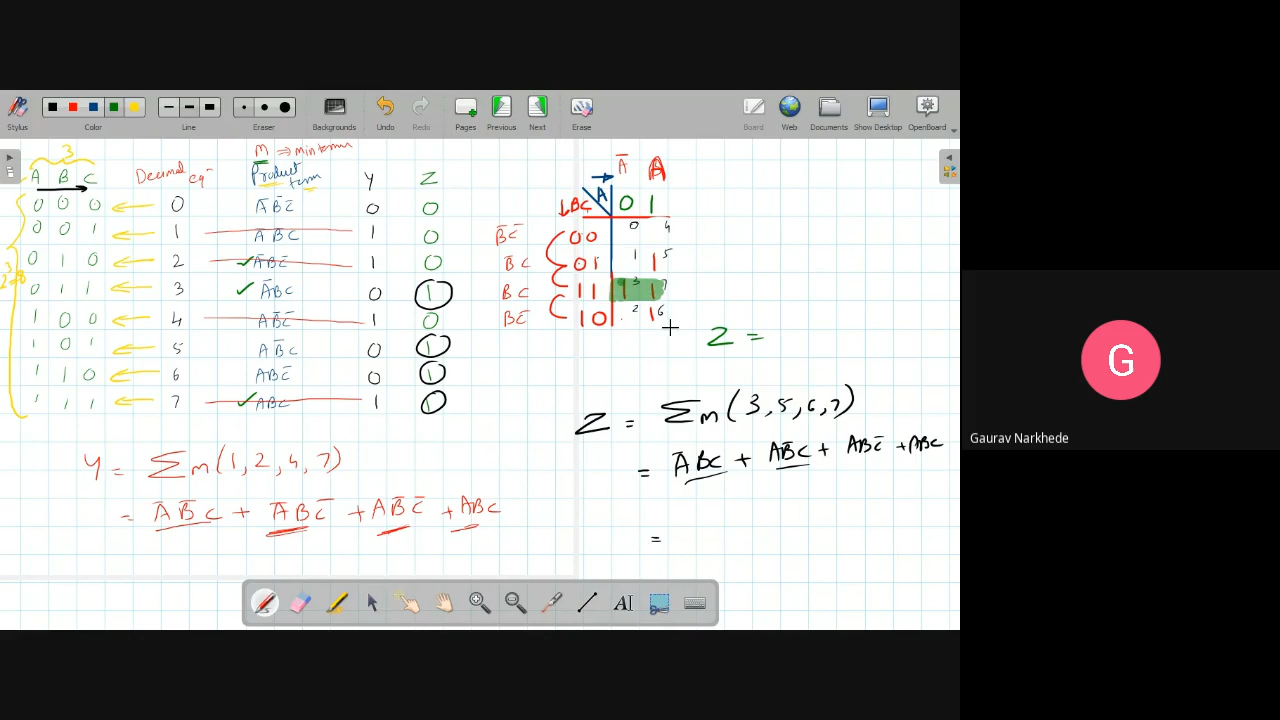 Stylus Color Line Eraser Backgrounds Undo Redo Pages Previous Next Erase Board Web Documents Show Desktop OpenBoard
3 M ⇒ minterm
A B C Decimal eqⁿ Product term Y Z
0 0 0 ← 0 A̅B̅C̅ 0 0
0 0 1 ← 1 A̅B̅C 1 0
0 1 0 ← 2 ✓ A̅BC̅ 1 0
0 1 1 ← 3 ✓ A̅BC 0 1
1 0 0 ← 4 AB̅C̅ 1 0
1 0 1 ← 5 AB̅C 0 1
1 1 0 ← 6 ABC̅ 0 1
1 1 1 ← 7 ✓ ABC 1 1
2³=8
Y = Σm(1, 2, 4, 7)
= A̅B̅C + A̅BC̅ + AB̅C̅ + ABC
→ A̅ A
↓BC A 0 1
B̅C̅ 00 0 4
B̅C 01 1 1 5
BC 11 1 3 1 7
BC̅ 10 2 1 6
Z =
Z = Σm(3, 5, 6, 7)
= A̅BC + AB̅C + ABC̅ + ABC
=
G
Gaurav Narkhede